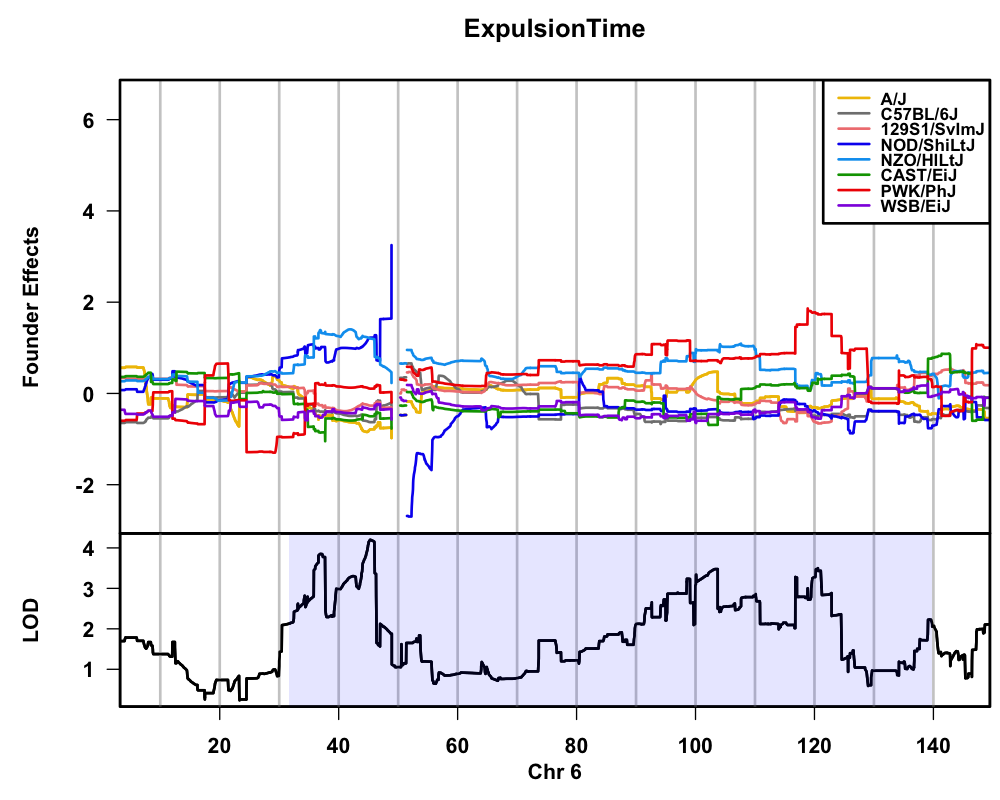 ExpulsionTime
Founder Effects
6
4
2
0
-2
A/J
C57BL/6J
129S1/SvImJ
NOD/ShiLtJ
NZO/HlLtJ
CAST/EiJ
PWK/PhJ
WSB/EiJ
LOD
4
3
2
1
20 40 60 80 100 120 140
Chr 6